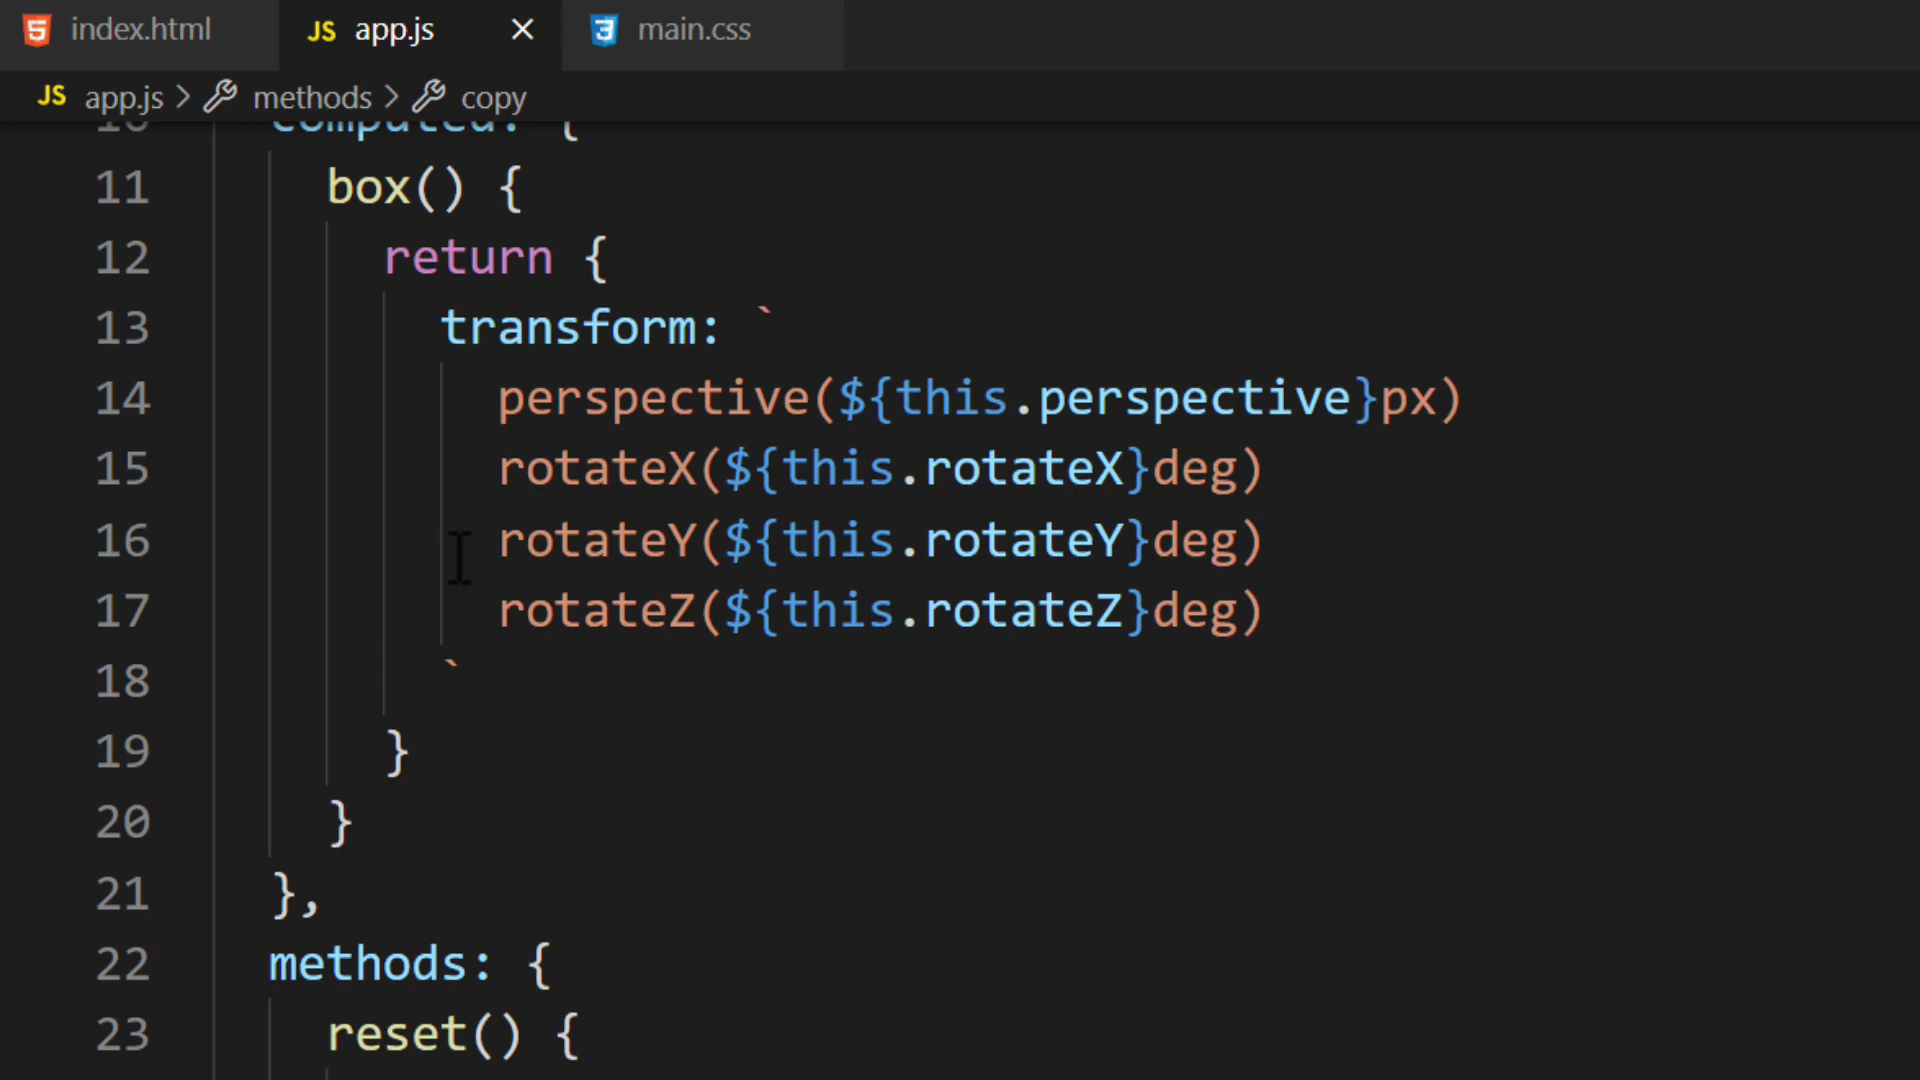 index.html JS app.js main.css
JS app.js > methods > copy
10 computed: {
11 box() {
12 return {
13 transform: `
14 perspective(${this.perspective}px)
15 rotateX(${this.rotateX}deg)
16 rotateY(${this.rotateY}deg)
17 rotateZ(${this.rotateZ}deg)
18 `
19 }
20 }
21 },
22 methods: {
23 reset() {